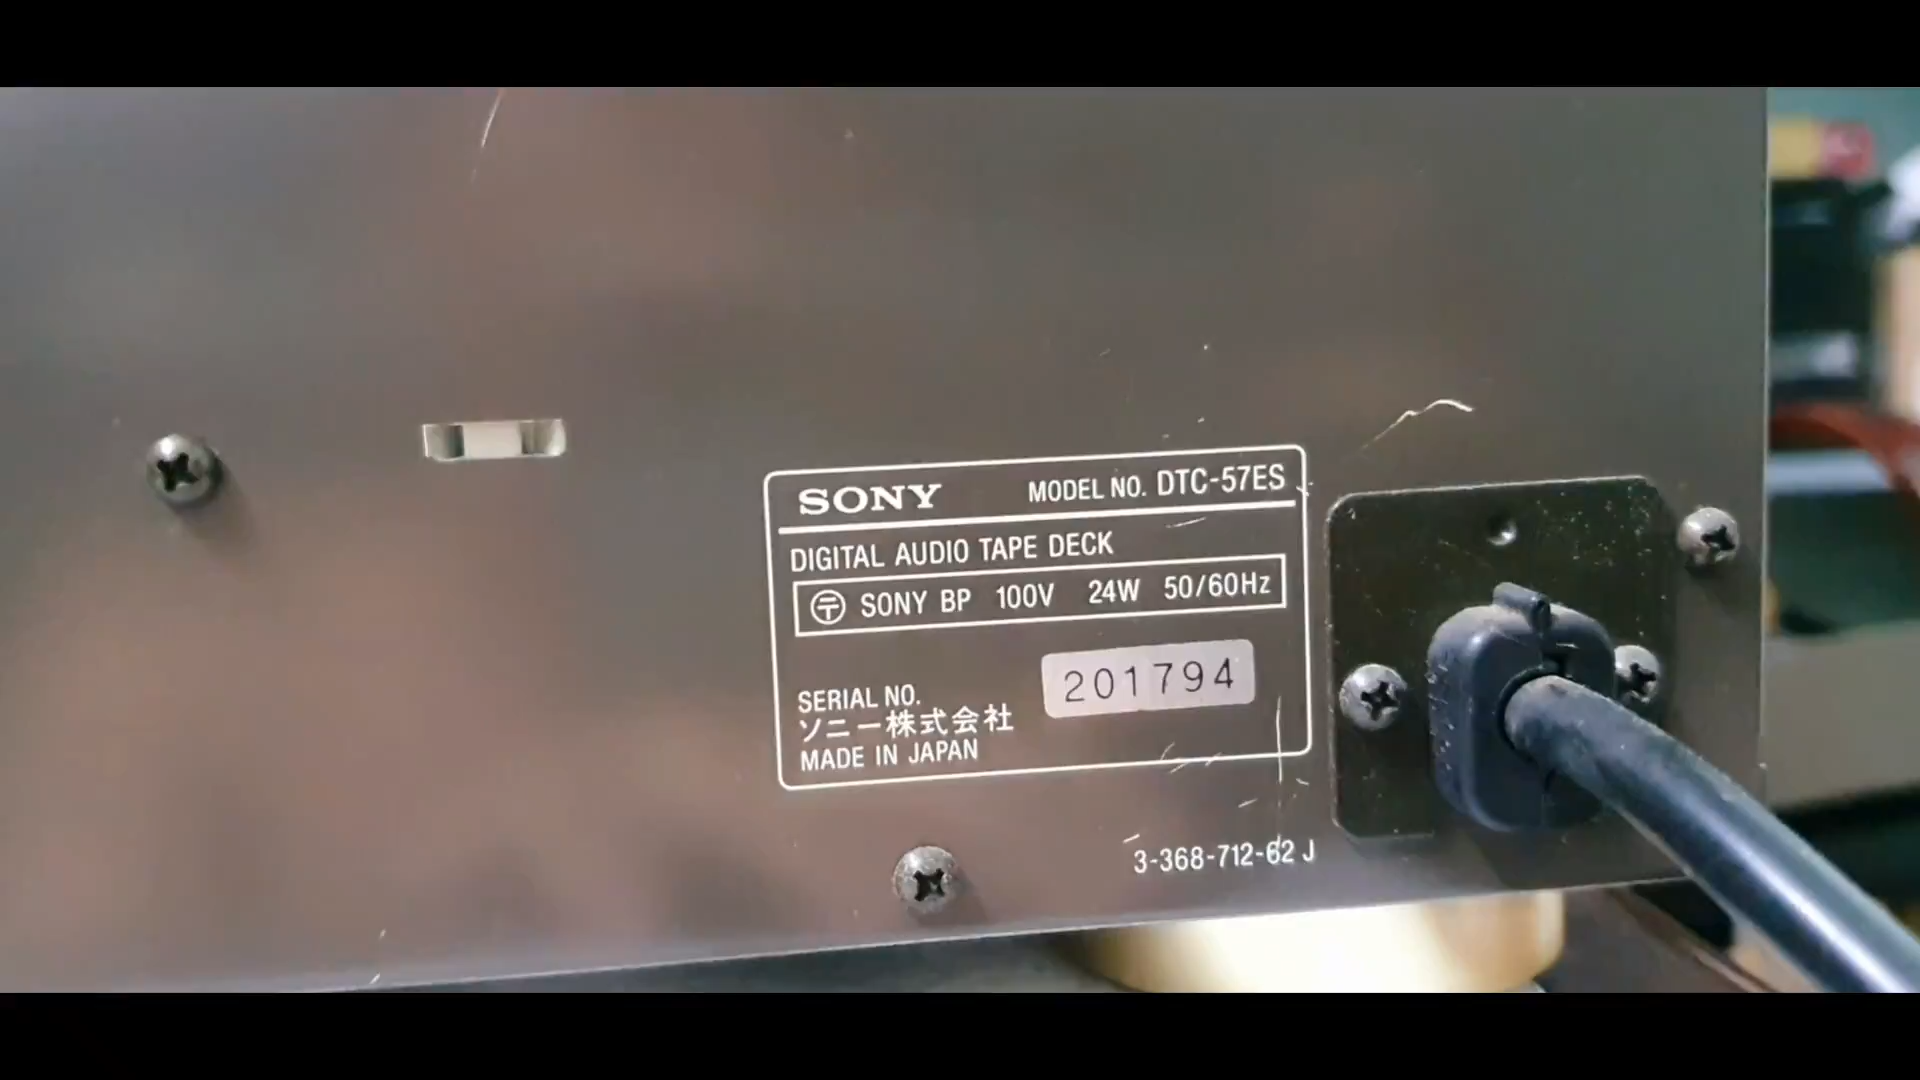 SONY MODEL NO. DTC-57ES
DIGITAL AUDIO TAPE DECK
〶 SONY BP 100V 24W 50/60Hz
SERIAL NO. 201794
ソニー株式会社
MADE IN JAPAN
3-368-712-62 J